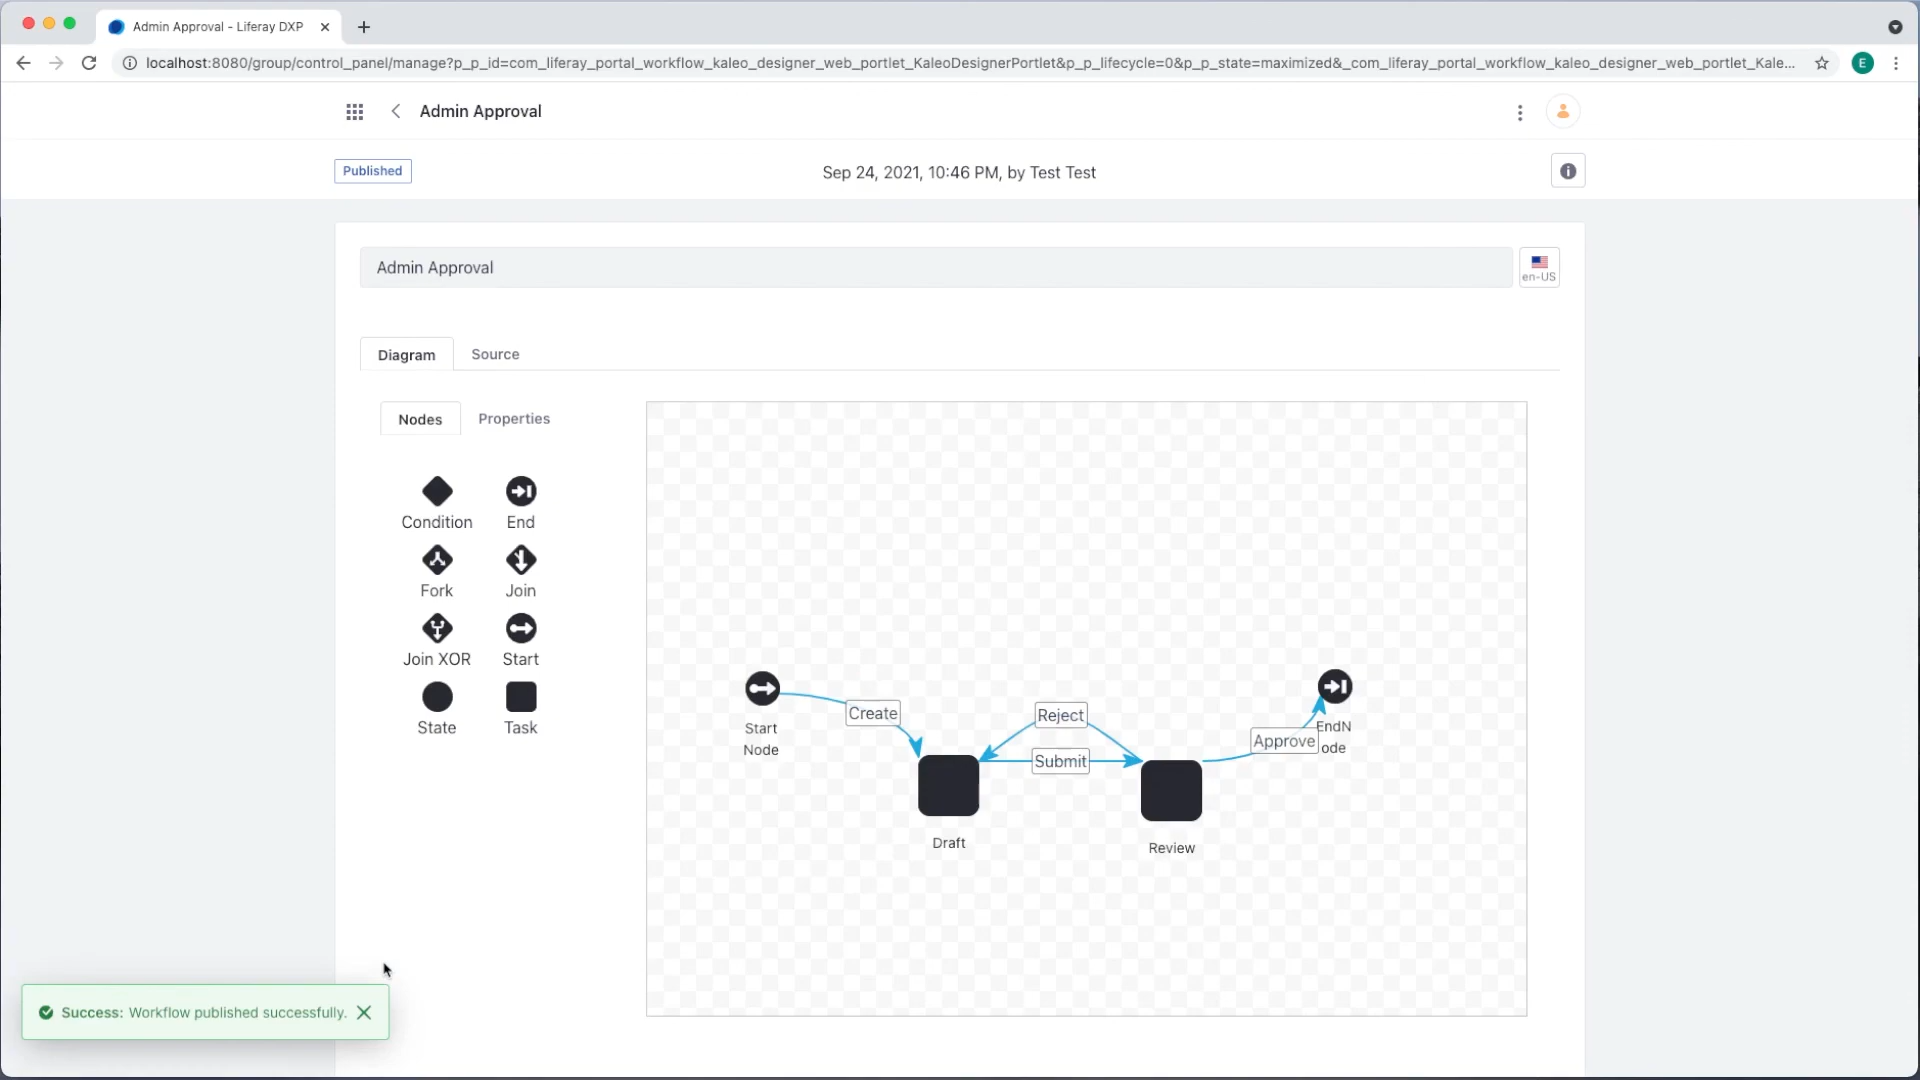 Admin Approval - Liferay DXP
localhost:8080/group/control_panel/manage?p_p_id=com_liferay_portal_workflow_kaleo_designer_web_portlet_KaleoDesignerPortlet&p_p_lifecycle=0&p_p_state=maximized&_com_liferay_portal_workflow_kaleo_designer_web_portlet_Kale...
E
Admin Approval
Published
Sep 24, 2021, 10:46 PM, by Test Test
Admin Approval
en-US
Diagram
Source
Nodes
Properties
Condition
End
Fork
Join
Join XOR
Start
State
Task
Start
Node
Create
Reject
Submit
Approve
EndN
ode
Draft
Review
Success: Workflow published successfully.